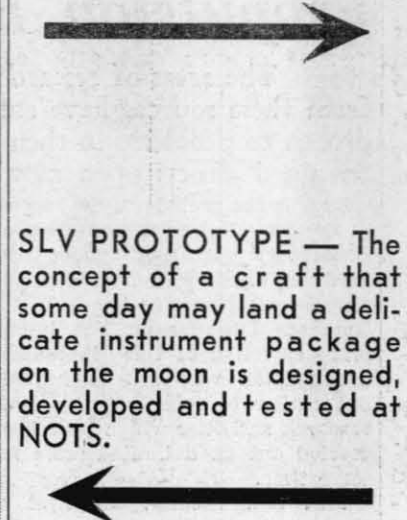 SLV PROTOTYPE — The
concept of a craft that
some day may land a deli-
cate instrument package
on the moon is designed,
developed and tested at
NOTS.